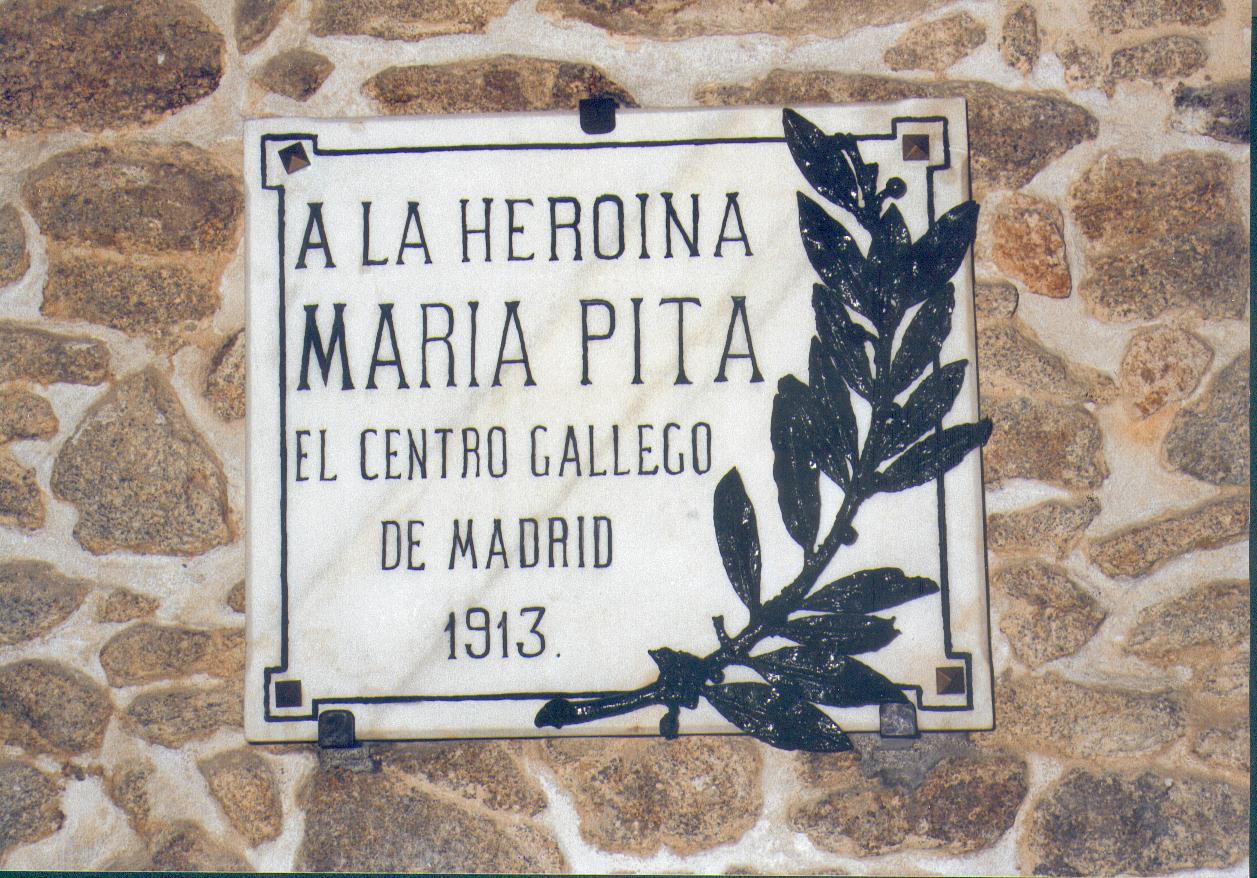 A LA HEROINA
MARIA PITA
EL CENTRO GALLEGO
DE MADRID
1913.